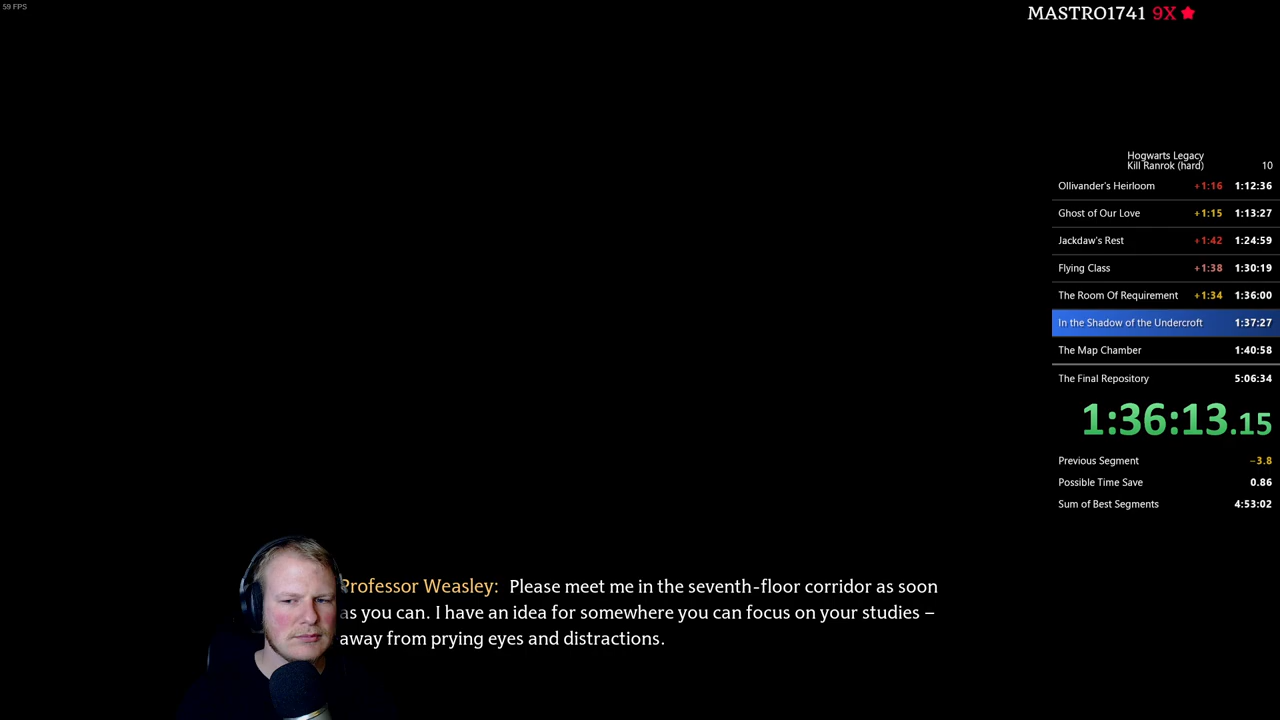 59 FPS
MASTRO1741 9X
Hogwarts Legacy
Kill Ranrok (hard) 10
Ollivander's Heirloom +1:16 1:12:36
Ghost of Our Love +1:15 1:13:27
Jackdaw's Rest +1:42 1:24:59
Flying Class +1:38 1:30:19
The Room Of Requirement +1:34 1:36:00
In the Shadow of the Undercroft 1:37:27
The Map Chamber 1:40:58
The Final Repository 5:06:34
1:36:13.15
Previous Segment −3.8
Possible Time Save 0.86
Sum of Best Segments 4:53:02
Professor Weasley: Please meet me in the seventh-floor corridor as soon
as you can. I have an idea for somewhere you can focus on your studies –
away from prying eyes and distractions.